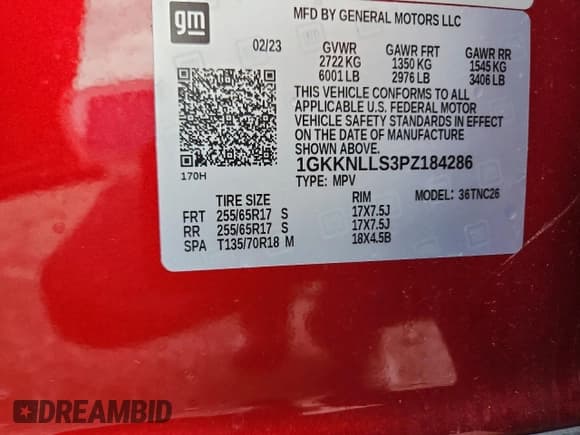 gm
MFD BY GENERAL MOTORS LLC
02/23 GVWR GAWR FRT GAWR RR
2722 KG 1350 KG 1545 KG
6001 LB 2976 LB 3406 LB
THIS VEHICLE CONFORMS TO ALL
APPLICABLE U.S. FEDERAL MOTOR
VEHICLE SAFETY STANDARDS IN EFFECT
ON THE DATE OF MANUFACTURE
SHOWN ABOVE.
170H
1GKKNLLS3PZ184286
TYPE: MPV MODEL: 36TNC26
TIRE SIZE RIM
FRT 255/65R17 S 17X7.5J
RR 255/65R17 S 17X7.5J
SPA T135/70R18 M 18X4.5B
DREAMBID